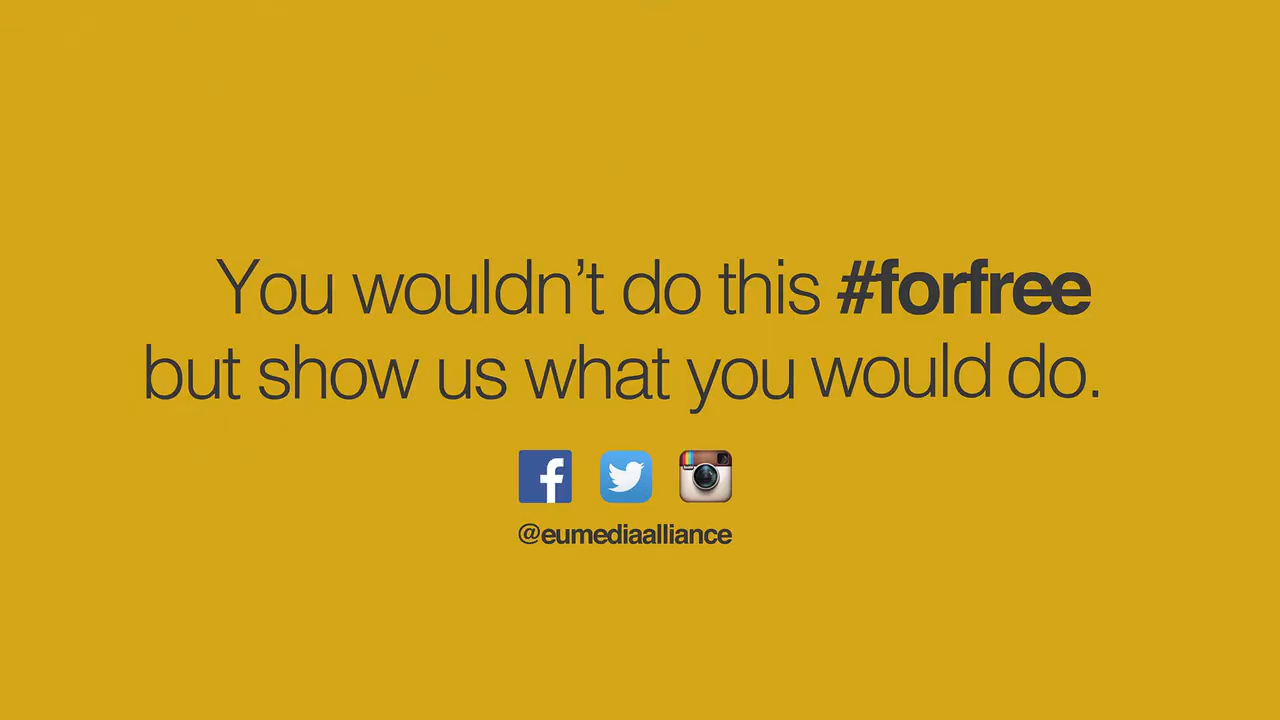 You wouldn’t do this #forfree
but show us what you would do.
@eumediaalliance